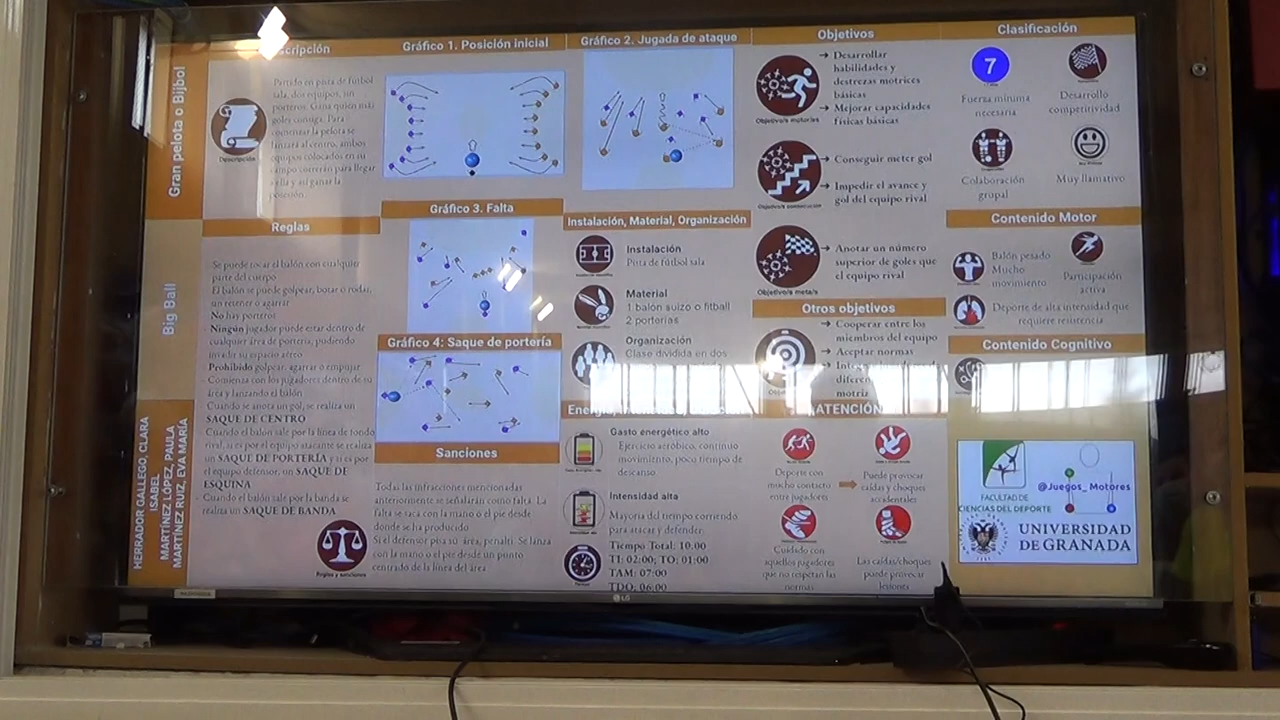 Gran pelota o Bijbol
Big Ball
HERRADOR GALLEGO, CLARA
ISABEL
MARTÍNEZ LÓPEZ, PAULA
MARTÍNEZ RUIZ, EVA MARÍA
cripción
Descripción
Partido en pista de fútbol
sala, dos equipos, sin
porteros. Gana quien más
goles consiga. Para
comenzar la pelota se
lanzará al centro, ambos
equipos colocados en su
campo correrán para llegar
a ella y así ganar la
posesión.
Reglas
Se puede tocar el balón con cualquier
parte del cuerpo
El balón se puede golpear, botar o rodar,
sin retener o agarrar
No hay porteros
Ningún jugador puede estar dentro de
cualquier área de portería, pudiendo
invadir su espacio aéreo
Prohibido golpear, agarrar o empujar
- Comienza con los jugadores dentro de su
área y lanzando el balón
Cuando se anota un gol, se realiza un
SAQUE DE CENTRO
- Cuando el balón sale por la línea de fondo
rival, si es por el equipo atacante se realiza
un SAQUE DE PORTERÍA y si es por
el equipo defensor, un SAQUE DE
ESQUINA
- Cuando el balón sale por la banda se
realiza un SAQUE DE BANDA
Reglas y sanciones
Gráfico 1. Posición inicial
Gráfico 3. Falta
Gráfico 4: Saque de portería
Sanciones
Todas las infracciones mencionadas
anteriormente se señalarán como falta. La
falta se saca con la mano o el pie desde
donde se ha producido
Si el defensor pisa su área, penalti. Se lanza
con la mano o el pie desde un punto
centrado de la línea del área
Gráfico 2. Jugada de ataque
Instalación, Material, Organización
Instalación
Pista de fútbol sala
Material
1 balón suizo o fitball
2 porterías
Organización
Clase dividida en dos
Gasto energético alto
Ejercicio aeróbico, continuo
movimiento, poco tiempo de
descanso
Intensidad alta
Mayoría del tiempo corriendo
para atacar y defender
Tiempo Total: 10.00
TI: 02:00; TO: 01:00
TAM: 07:00
TDO: 06:00
Objetivos
→ Desarrollar
habilidades y
destrezas motrices
básicas
→ Mejorar capacidades
físicas básicas
Objetivo/s motor/es
→ Conseguir meter gol
→ Impedir el avance y
gol del equipo rival
→ Anotar un número
superior de goles que
el equipo rival
Objetivo/s meta/s
Otros objetivos
→ Cooperar entre los
miembros del equipo
→ Aceptar normas
motriz
¡ATENCIÓN!
Deporte con
mucho contacto
entre jugadores
Puede provocar
caídas y choques
accidentales
Cuidado con
aquellos jugadores
que no respetan las
normas
Las caídas/choques
puede provocar
lesiones
Clasificación
7
Fuerza mínima
necesaria
Desarrollo
competitividad
Colaboración
grupal
Muy llamativo
Contenido Motor
Balón pesado
Mucho
movimiento
Participación
activa
Deporte de alta intensidad que
requiere resistencia
Contenido Cognitivo
FACULTAD DE
CIENCIAS DEL DEPORTE
@Juegos_Motores
UNIVERSIDAD
DE GRANADA
LG